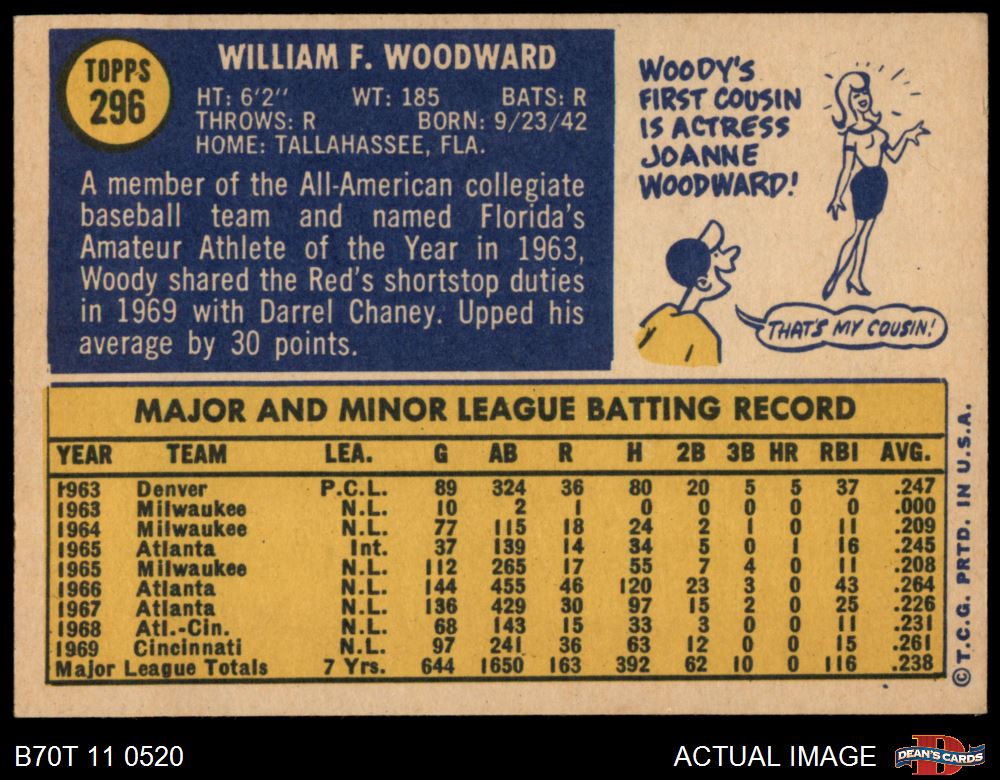 TOPPS
296
WILLIAM F. WOODWARD
HT: 6'2" WT: 185 BATS: R
THROWS: R BORN: 9/23/42
HOME: TALLAHASSEE, FLA.
A member of the All-American collegiate
baseball team and named Florida's
Amateur Athlete of the Year in 1963,
Woody shared the Red's shortstop duties
in 1969 with Darrel Chaney. Upped his
average by 30 points.
WOODY'S
FIRST COUSIN
IS ACTRESS
JOANNE
WOODWARD!
THAT'S MY COUSIN!
MAJOR AND MINOR LEAGUE BATTING RECORD
YEAR TEAM LEA. G AB R H 2B 3B HR RBI AVG.
1963 Denver P.C.L. 89 324 36 80 20 5 5 37 .247
1963 Milwaukee N.L. 10 2 1 0 0 0 0 0 .000
1964 Milwaukee N.L. 77 115 18 24 2 1 0 11 .209
1965 Atlanta Int. 37 139 14 34 5 0 1 16 .245
1965 Milwaukee N.L. 112 265 17 55 7 4 0 11 .208
1966 Atlanta N.L. 144 455 46 120 23 3 0 43 .264
1967 Atlanta N.L. 136 429 30 97 15 2 0 25 .226
1968 Atl.-Cin. N.L. 68 143 15 33 3 0 0 11 .231
1969 Cincinnati N.L. 97 241 36 63 12 0 0 15 .261
Major League Totals 7 Yrs. 644 1650 163 392 62 10 0 116 .238
©T.C.G. PRTD. IN U.S.A.
B70T 11 0520
ACTUAL IMAGE
D
DEAN'S CARDS